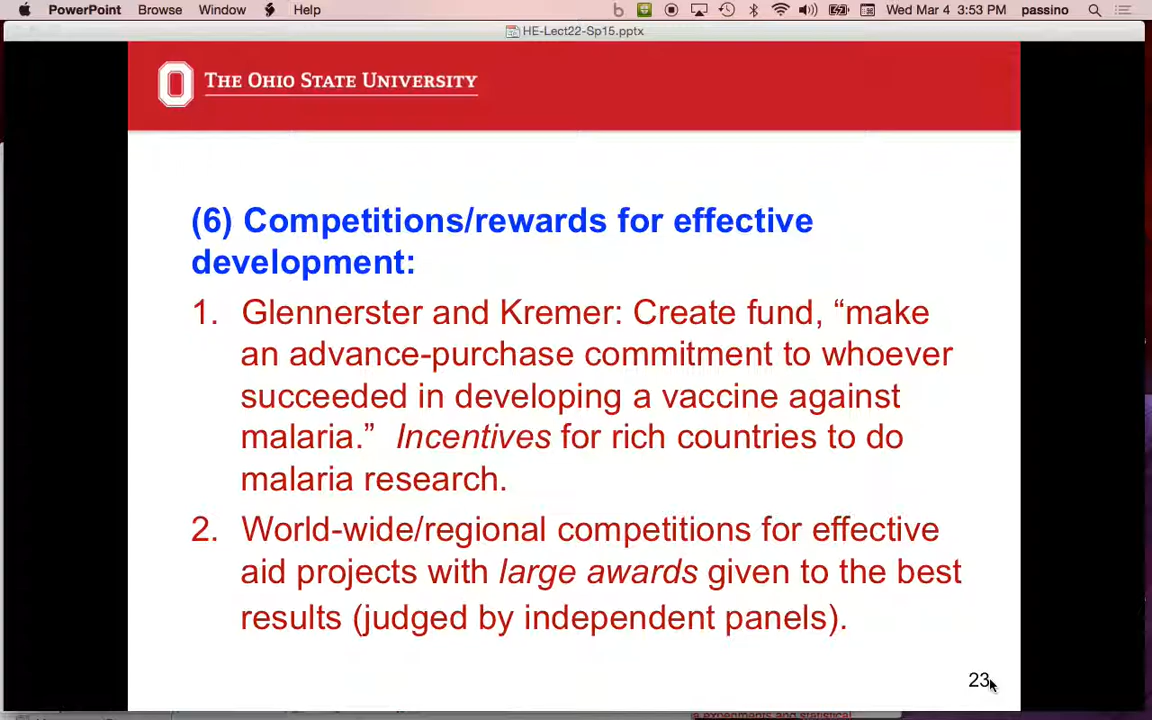 PowerPoint Browse Window Help Wed Mar 4 3:53 PM passino
HE-Lect22-Sp15.pptx
THE OHIO STATE UNIVERSITY
(6) Competitions/rewards for effective
development:
1. Glennerster and Kremer: Create fund, “make
an advance-purchase commitment to whoever
succeeded in developing a vaccine against
malaria.” Incentives for rich countries to do
malaria research.
2. World-wide/regional competitions for effective
aid projects with large awards given to the best
results (judged by independent panels).
23